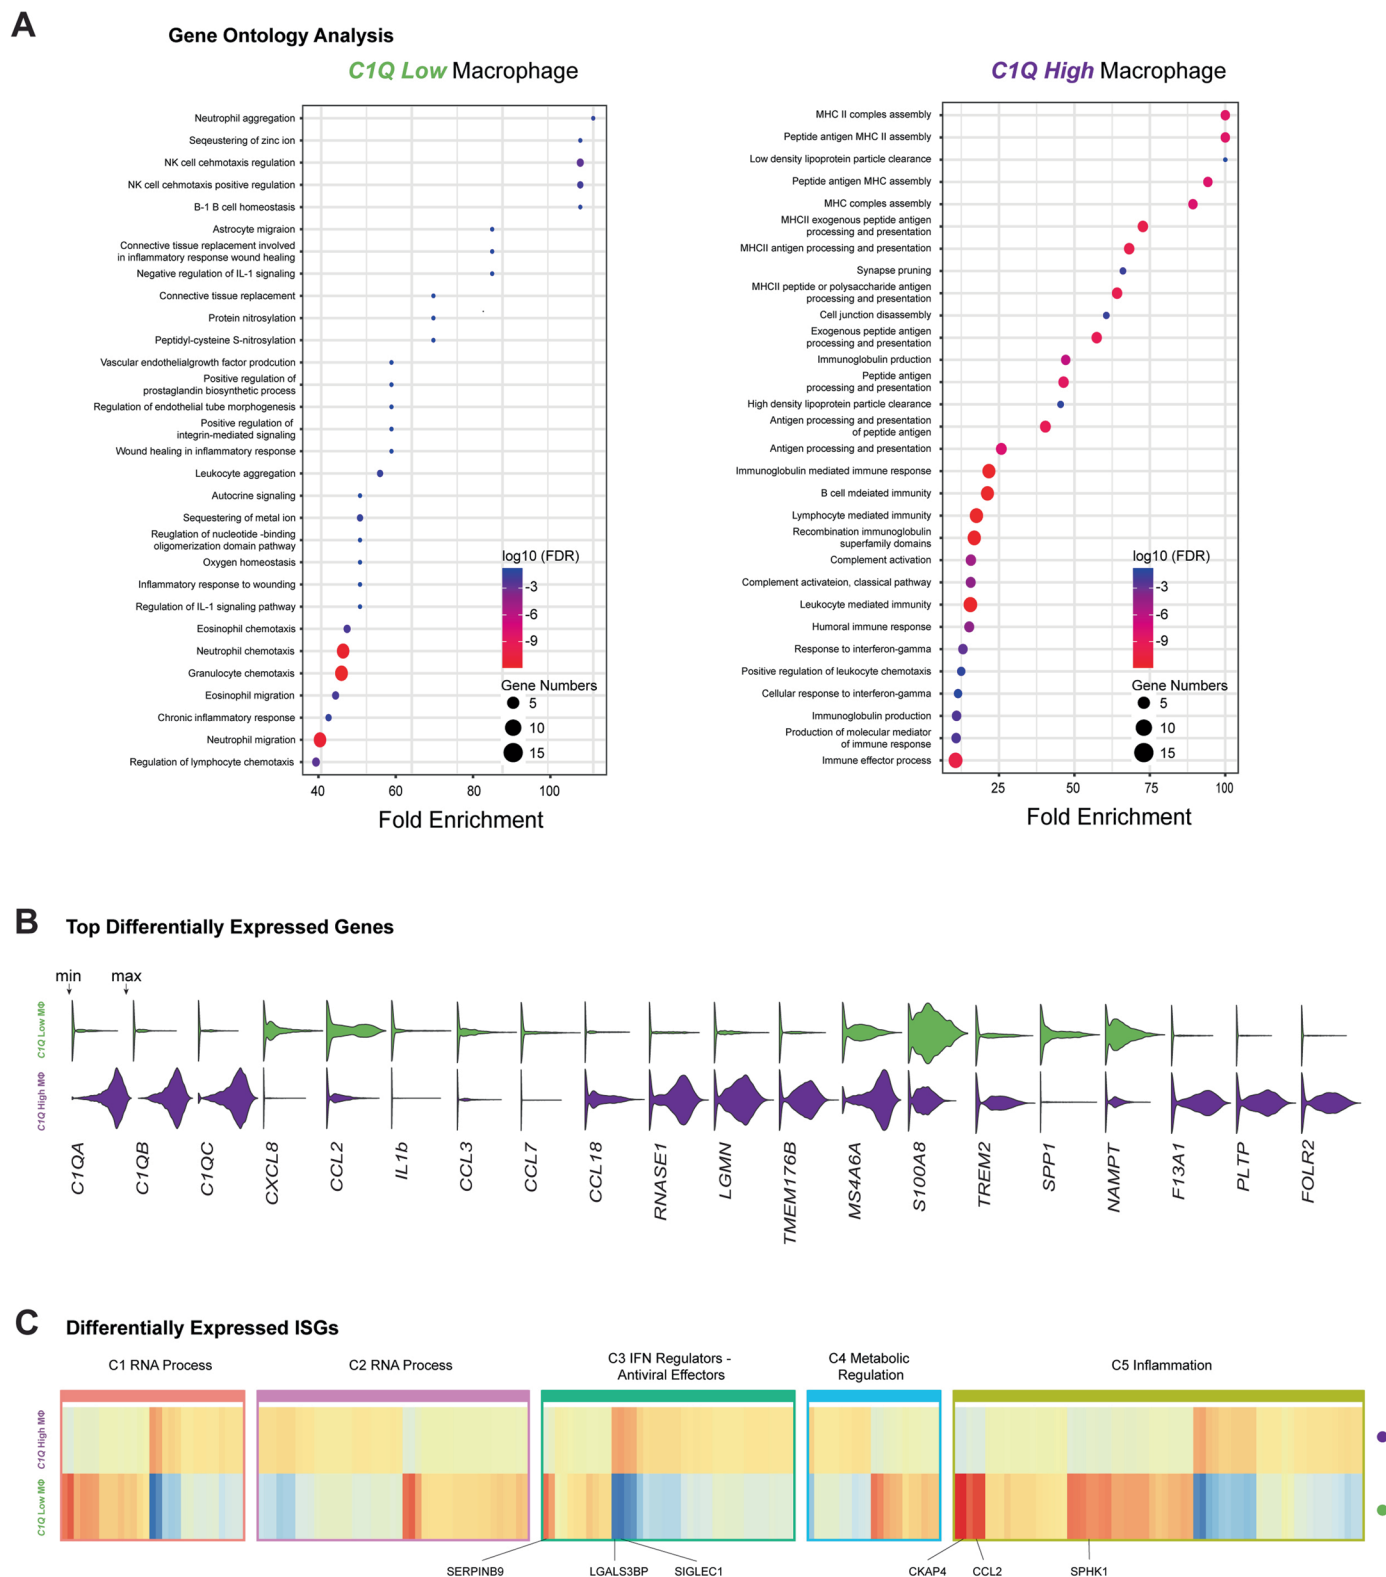 A
Gene Ontology Analysis
C1Q Low Macrophage
Neutrophil aggregation
Seqeustering of zinc ion
NK cell cehmotaxis regulation
NK cell cehmotaxis positive regulation
B-1 B cell homeostasis
Astrocyte migraion
Connective tissue replacement involved
in inflammatory response wound healing
Negative regulation of IL-1 signaling
Connective tissue replacement
Protein nitrosylation
Peptidyl-cysteine S-nitrosylation
Vascular endothelialgrowth factor prodcution
Positive regulation of
prostaglandin biosynthetic process
Regulation of endothelial tube morphogenesis
Positive regulation of
integrin-mediated signaling
Wound healing in inflammatory response
Leukocyte aggregation
Autocrine signaling
Sequestering of metal ion
Reuglation of nucleotide -binding
oligomerization domain pathway
Oxygen homeostasis
Inflammatory response to wounding
Regulation of IL-1 signaling pathway
Eosinophil chemotaxis
Neutrophil chemotaxis
Granulocyte chemotaxis
Eosinophil migration
Chronic inflammatory response
Neutrophil migration
Regulation of lymphocyte chemotaxis
log10 (FDR)
-3
-6
-9
Gene Numbers
5
10
15
40 60 80 100
Fold Enrichment
C1Q High Macrophage
MHC II comples assembly
Peptide antigen MHC II assembly
Low density lipoprotein particle clearance
Peptide antigen MHC assembly
MHC comples assembly
MHCII exogenous peptide antigen
processing and presentation
MHCII antigen processing and presentation
Synapse pruning
MHCII peptide or polysaccharide antigen
processing and presentation
Cell junction disassembly
Exogenous peptide antigen
processing and presentation
Immunoglobulin prduction
Peptide antigen
processing and presentation
High density lipoprotein particle clearance
Antigen processing and presentation
of peptide antigen
Antigen processing and presentation
Immunoglobulin mediated immune response
B cell mdeiated immunity
Lymphocyte mediated immunity
Recombination immunoglobulin
superfamily domains
Complement activation
Complement activateion, classical pathway
Leukocyte mediated immunity
Humoral immune response
Response to interferon-gamma
Positive regulation of leukocyte chemotaxis
Cellular response to interferon-gamma
Immunoglobulin production
Production of molecular mediator
of immune response
Immune effector process
log10 (FDR)
-3
-6
-9
Gene Numbers
5
10
15
25 50 75 100
Fold Enrichment
B
Top Differentially Expressed Genes
min max
C1Q Low MΦ
C1Q High MΦ
C1QA
C1QB
C1QC
CXCL8
CCL2
IL1b
CCL3
CCL7
CCL18
RNASE1
LGMN
TMEM176B
MS4A6A
S100A8
TREM2
SPP1
NAMPT
F13A1
PLTP
FOLR2
C
Differentially Expressed ISGs
C1 RNA Process
C2 RNA Process
C3 IFN Regulators -
Antiviral Effectors
C4 Metabolic
Regulation
C5 Inflammation
C1Q High MΦ
C1Q Low MΦ
SERPINB9 LGALS3BP SIGLEC1 CKAP4 CCL2 SPHK1